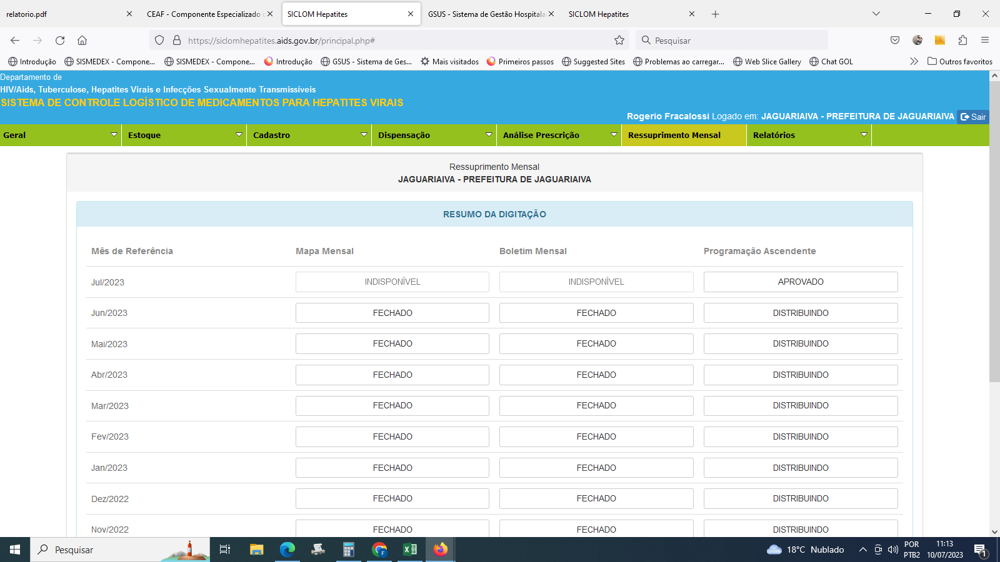 relatorio.pdf
CEAF - Componente Especializado
SICLOM Hepatites
GSUS - Sistema de Gestão Hospitala
SICLOM Hepatites
https://siclomhepatites.aids.gov.br/principal.php#
Pesquisar
Introdução
SISMEDEX - Compone...
SISMEDEX - Compone...
Introdução
GSUS - Sistema de Ges...
Mais visitados
Primeiros passos
Suggested Sites
Problemas ao carregar...
Web Slice Gallery
Chat GOL
Outros favoritos
Departamento de
HIV/Aids, Tuberculose, Hepatites Virais e Infecções Sexualmente Transmissíveis
SISTEMA DE CONTROLE LOGÍSTICO DE MEDICAMENTOS PARA HEPATITES VIRAIS
Rogerio Fracalossi Logado em: JAGUARIAIVA - PREFEITURA DE JAGUARIAIVA Sair
Geral
Estoque
Cadastro
Dispensação
Análise Prescrição
Ressuprimento Mensal
Relatórios
Ressuprimento Mensal
JAGUARIAIVA - PREFEITURA DE JAGUARIAIVA
RESUMO DA DIGITAÇÃO
Mês de Referência Mapa Mensal Boletim Mensal Programação Ascendente
Jul/2023 INDISPONÍVEL INDISPONÍVEL APROVADO
Jun/2023 FECHADO FECHADO DISTRIBUINDO
Mai/2023 FECHADO FECHADO DISTRIBUINDO
Abr/2023 FECHADO FECHADO DISTRIBUINDO
Mar/2023 FECHADO FECHADO DISTRIBUINDO
Fev/2023 FECHADO FECHADO DISTRIBUINDO
Jan/2023 FECHADO FECHADO DISTRIBUINDO
Dez/2022 FECHADO FECHADO DISTRIBUINDO
Nov/2022 FECHADO FECHADO DISTRIBUINDO
Pesquisar
18°C Nublado
POR
PTB2
11:13
10/07/2023
1